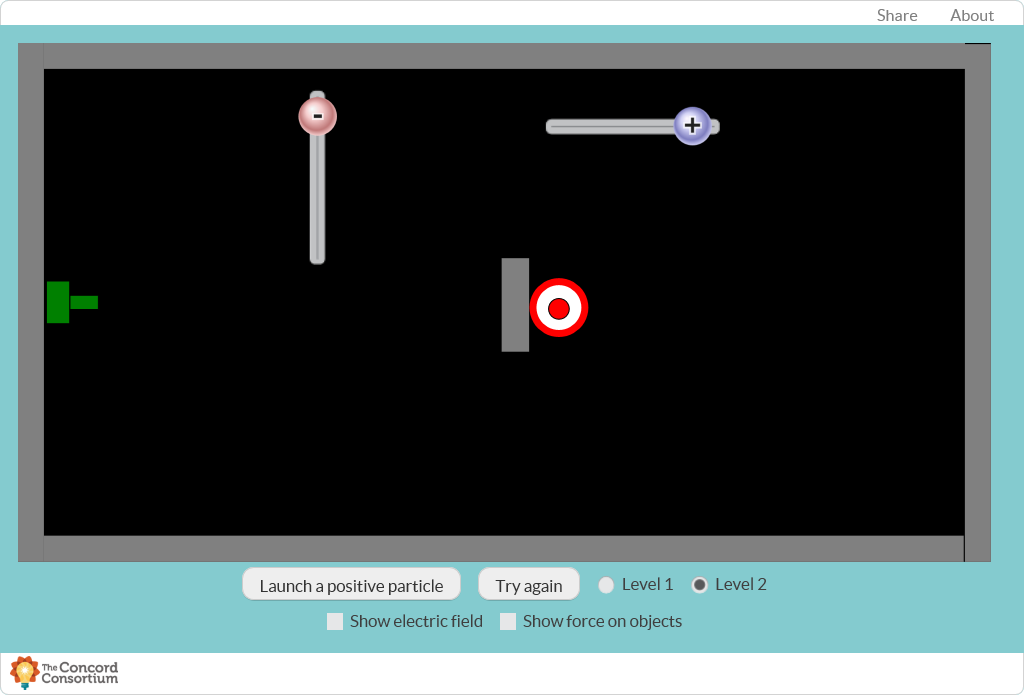 Share About
-
+
Launch a positive particle Try again Level 1 Level 2
Show electric field Show force on objects
The Concord
Consortium